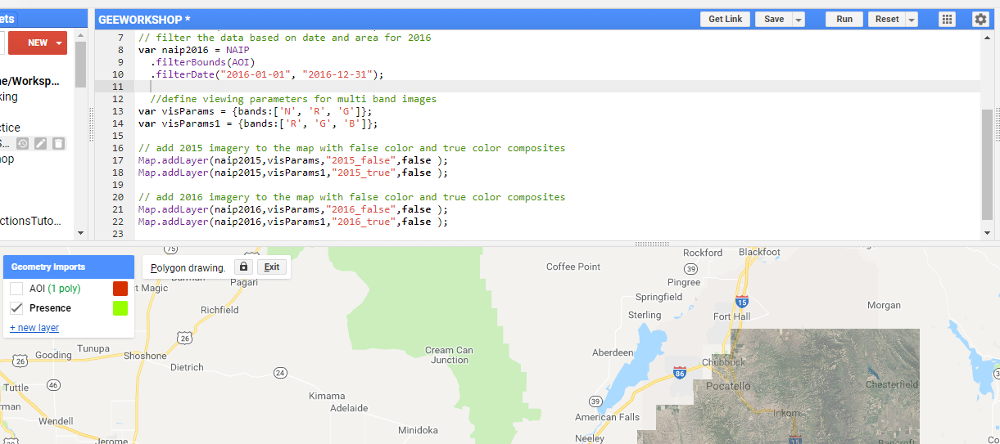 ets
GEEWORKSHOP *
Get Link
Save
Run
Reset
NEW
ne/Worksp...
king
ctice
S...
hop
ctionsTuto...
7 // filter the data based on date and area for 2016
8 var naip2016 = NAIP
9 .filterBounds(AOI)
10 .filterDate("2016-01-01", "2016-12-31");
11
12 //define viewing parameters for multi band images
13 var visParams = {bands:['N', 'R', 'G']};
14 var visParams1 = {bands:['R', 'G', 'B']};
15
16 // add 2015 imagery to the map with false color and true color composites
17 Map.addLayer(naip2015,visParams,"2015_false",false );
18 Map.addLayer(naip2015,visParams1,"2015_true",false );
19
20 // add 2016 imagery to the map with false color and true color composites
21 Map.addLayer(naip2016,visParams,"2016_false",false );
22 Map.addLayer(naip2016,visParams1,"2016_true",false );
23
Geometry Imports
AOI (1 poly)
Presence
+ new layer
Polygon drawing.
Exit
75
t Magic
Pagari
Richfield
26
Tunupa
Gooding
26
Shoshone
Dietrich
24
Tuttle
46
rman
Wendell
Jerome
Kimama
Adelaide
Minidoka
Cream Can
Junction
Coffee Point
Rockford
Blackfoot
39
Pingree
Springfield
15
Sterling
Fort Hall
Morgan
Aberdeen
Chubbuck
86
Pocatello
Chesterfield
39
American Falls
Inkom
Neeley
15
Bancroft
3
Co